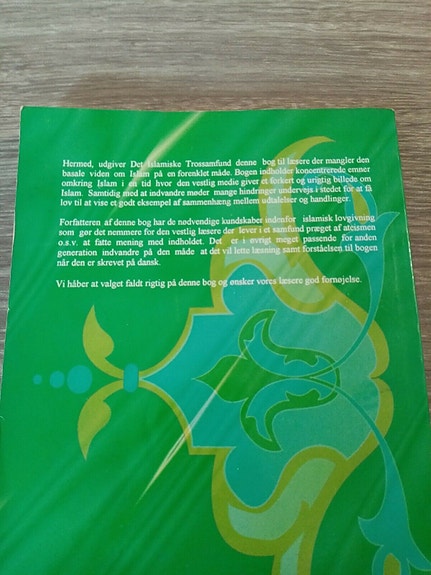 Hermed, udgiver Det Islamiske Trossamfund denne bog til læsere der mangler den
basale viden om Islam på en forenklet måde. Bogen indholder koncentrerede emner
omkring Islam i en tid hvor den vestlig medie giver et forkert og urigtig billede om
Islam. Samtidig med at indvandre møder mange hindringer undervejs i stedet for at få
lov til at vise et godt eksempel af sammenhæng mellem udtalelser og handlinger.
Forfatteren af denne bog har de nødvendige kundskaber indenfor islamisk lovgivning
som gør det nemmere for den vestlig læser der lever i et samfund præget af ateismen
o.s.v. at fatte mening med indholdet. Det er i øvrigt meget passende for anden
generation indvandre på den måde at det vil lette læsning samt forståelsen til bogen
når den er skrevet på dansk.
Vi håber at valget faldt rigtig på denne bog og ønsker vores læsere god fornøjelse.